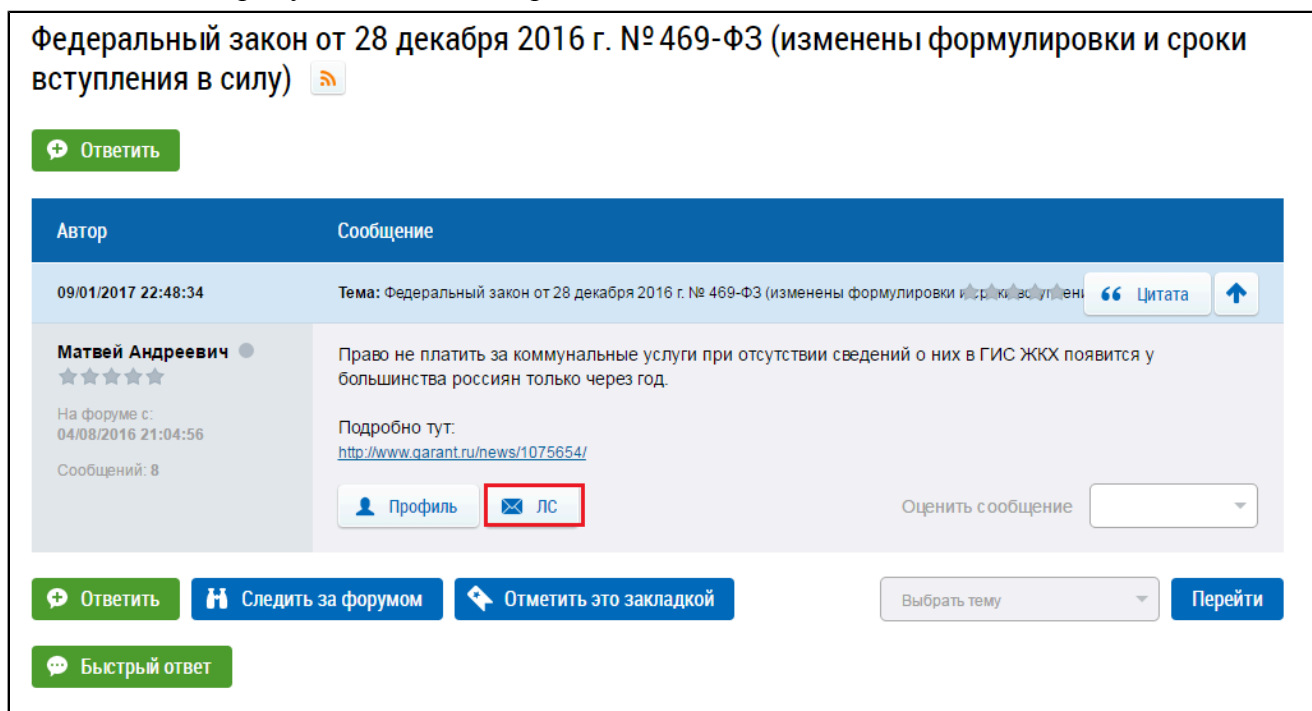 Федеральный закон от 28 декабря 2016 г. № 469-ФЗ (изменены формулировки и сроки
вступления в силу)
Ответить
Автор Сообщение
09/01/2017 22:48:34 Тема: Федеральный закон от 28 декабря 2016 г. № 469-ФЗ (изменены формулировки и сроки вступлени Цитата
Матвей Андреевич
На форуме с:
04/08/2016 21:04:56
Сообщений: 8
Право не платить за коммунальные услуги при отсутствии сведений о них в ГИС ЖКХ появится у
большинства россиян только через год.
Подробно тут:
http://www.garant.ru/news/1075654/
Профиль ЛС Оценить сообщение
Ответить Следить за форумом Отметить это закладкой Выбрать тему Перейти
Быстрый ответ